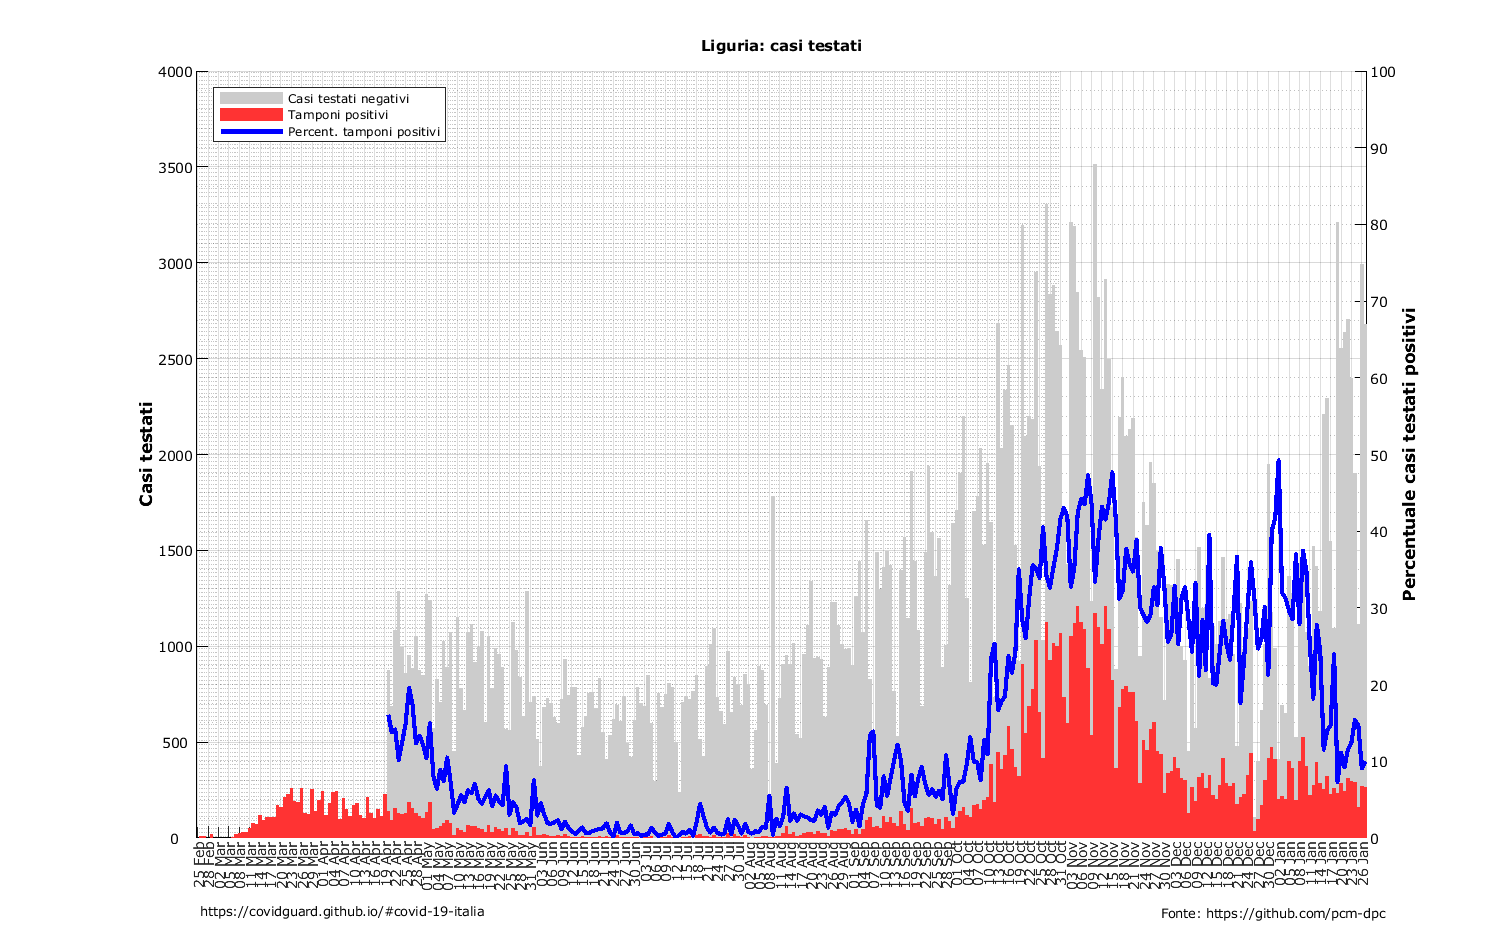 Liguria: casi testati
4000
3500
3000
2500
2000
1500
1000
500
0
100
90
80
70
60
50
40
30
20
10
0
Casi testati negativi
Tamponi positivi
Percent. tamponi positivi
Casi testati
Percentuale casi testati positivi
25 Feb
28 Feb
02 Mar
05 Mar
08 Mar
11 Mar
14 Mar
17 Mar
20 Mar
23 Mar
26 Mar
29 Mar
01 Apr
04 Apr
07 Apr
10 Apr
13 Apr
16 Apr
19 Apr
22 Apr
25 Apr
28 Apr
01 May
04 May
07 May
10 May
13 May
16 May
19 May
22 May
25 May
28 May
31 May
03 Jun
06 Jun
09 Jun
12 Jun
15 Jun
18 Jun
21 Jun
24 Jun
27 Jun
30 Jun
03 Jul
06 Jul
09 Jul
12 Jul
15 Jul
18 Jul
21 Jul
24 Jul
27 Jul
30 Jul
02 Aug
05 Aug
08 Aug
11 Aug
14 Aug
17 Aug
20 Aug
23 Aug
26 Aug
29 Aug
01 Sep
04 Sep
07 Sep
10 Sep
13 Sep
16 Sep
19 Sep
22 Sep
25 Sep
28 Sep
01 Oct
04 Oct
07 Oct
10 Oct
13 Oct
16 Oct
19 Oct
22 Oct
25 Oct
28 Oct
31 Oct
03 Nov
06 Nov
09 Nov
12 Nov
15 Nov
18 Nov
21 Nov
24 Nov
27 Nov
30 Nov
03 Dec
06 Dec
09 Dec
12 Dec
15 Dec
18 Dec
21 Dec
24 Dec
27 Dec
30 Dec
02 Jan
05 Jan
08 Jan
11 Jan
14 Jan
17 Jan
20 Jan
23 Jan
26 Jan
https://covidguard.github.io/#covid-19-italia
Fonte: https://github.com/pcm-dpc